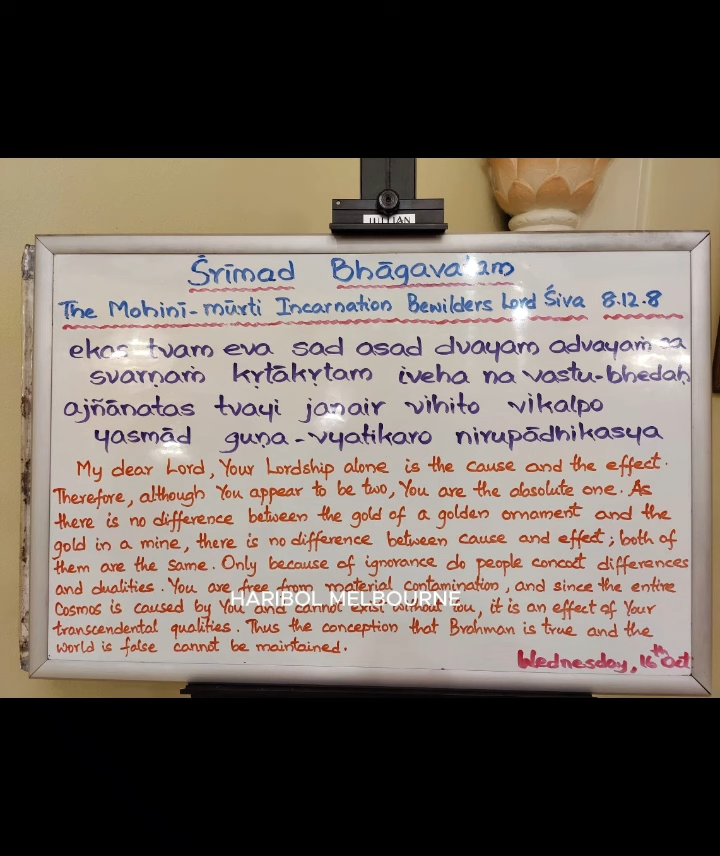 JULIAN
Śrīmad Bhāgavatam
The Mohinī-mūrti Incarnation Bewilders Lord Śiva 8.12.8
ekas tvam eva sad asad dvayam advayaṁ ca
svarṇaṁ kṛtākṛtam iveha na vastu-bhedaḥ
ajñānatas tvayi janair vihito vikalpo
yasmād guṇa-vyatikaro nirupādhikasya
My dear Lord, Your Lordship alone is the cause and the effect.
Therefore, although You appear to be two, You are the absolute one. As
there is no difference between the gold of a golden ornament and the
gold in a mine, there is no difference between cause and effect; both of
them are the same. Only because of ignorance do people concoct differences
and dualities. You are free from material contamination, and since the entire
HARIBOL MELBOURNE
Cosmos is caused by You and cannot exist without You, it is an effect of Your
transcendental qualities. Thus the conception that Brahman is true and the
world is false cannot be maintained.
Wednesday, 16th Oct